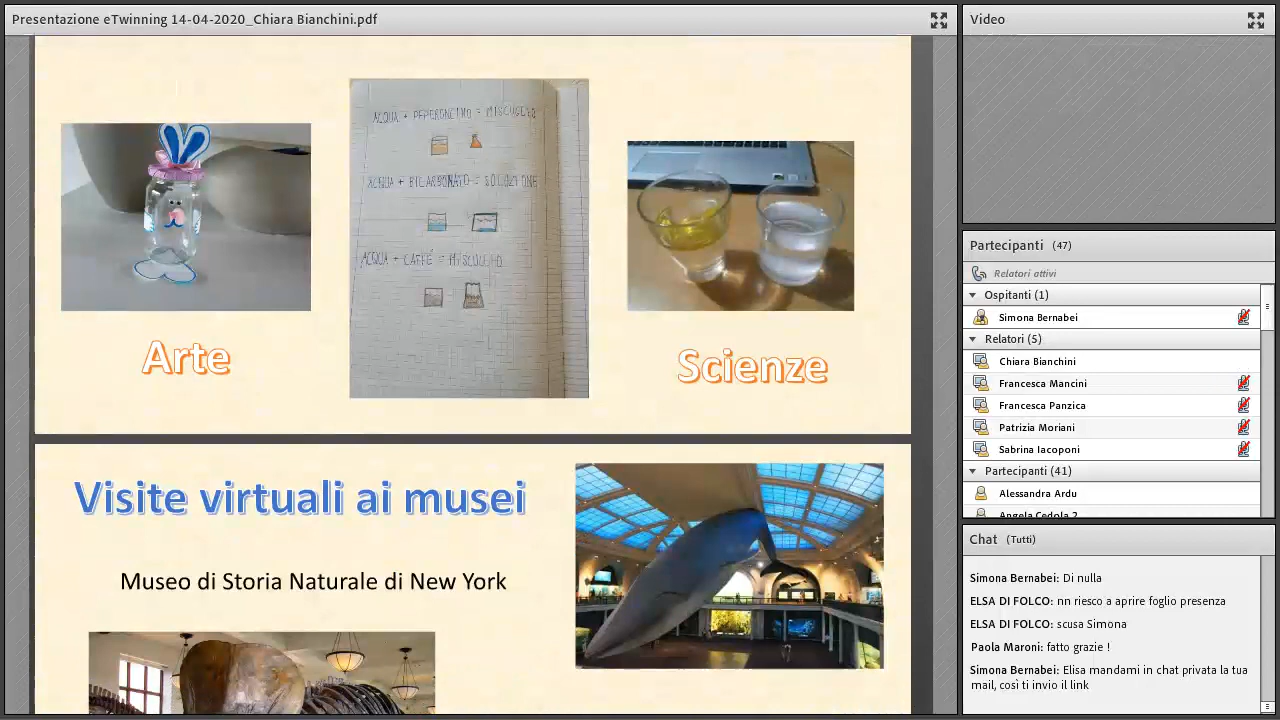 Presentazione eTwinning 14-04-2020_Chiara Bianchini.pdf
ACQUA + PEPERONCINO = MISCUGLIO
ACQUA + BICARBONATO = SOLUZIONE
ACQUA + CAFFÈ = MISCUGLIO
Arte
Scienze
Visite virtuali ai musei
Museo di Storia Naturale di New York
Video
Partecipanti (47)
Relatori attivi
Ospitanti (1)
Simona Bernabei
Relatori (5)
Chiara Bianchini
Francesca Mancini
Francesca Panzica
Patrizia Moriani
Sabrina Iacoponi
Partecipanti (41)
Alessandra Ardu
Angela Cedola 2
Chat (Tutti)
Simona Bernabei: Di nulla
ELSA DI FOLCO: nn riesco a aprire foglio presenza
ELSA DI FOLCO: scusa Simona
Paola Maroni: fatto grazie !
Simona Bernabei: Elisa mandami in chat privata la tua
mail, così ti invio il link